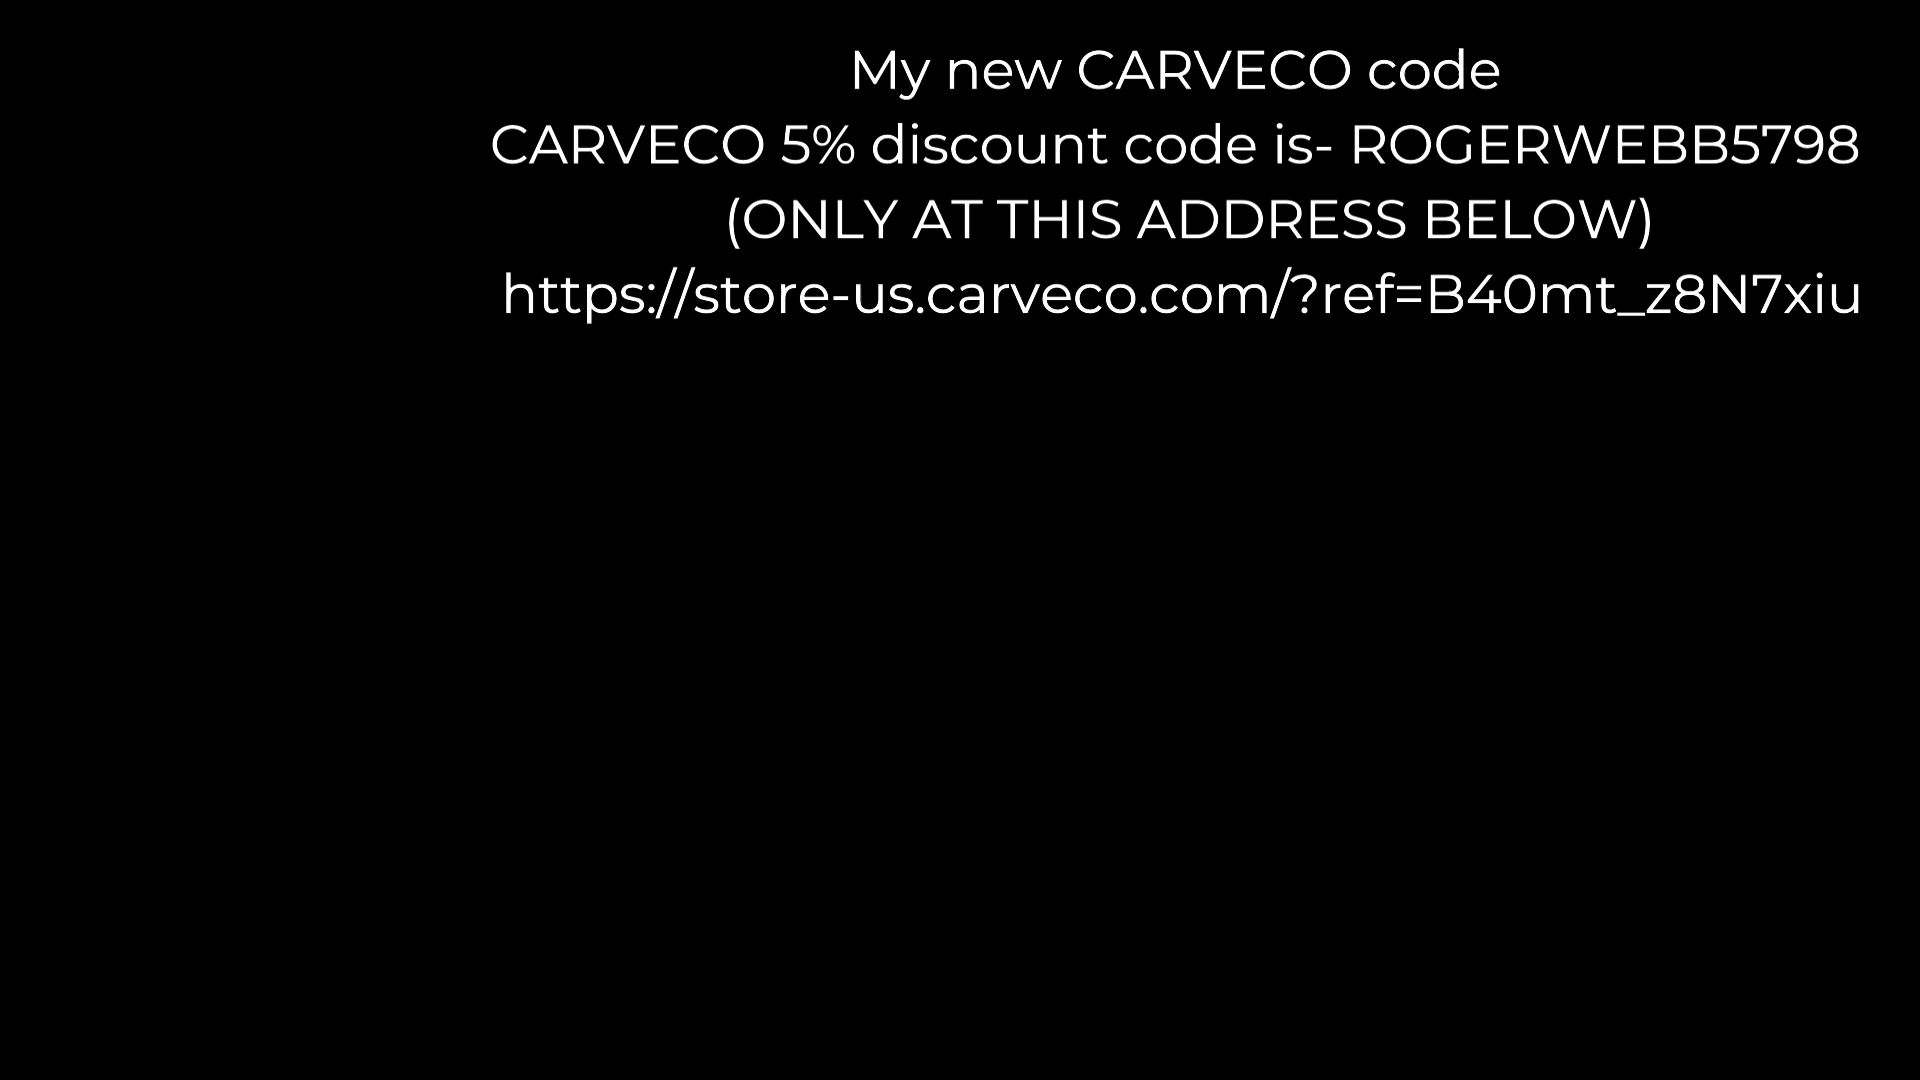 My new CARVECO code
CARVECO 5% discount code is- ROGERWEBB5798
(ONLY AT THIS ADDRESS BELOW)
https://store-us.carveco.com/?ref=B40mt_z8N7xiu